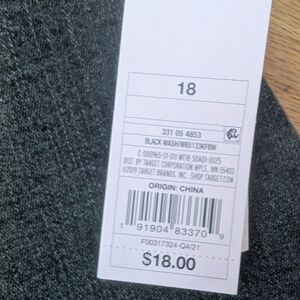 18
331 05 4853
BLACK WASH/WB5133KFBW
C-000965-01-011 WF18 SDA01-0025
DIST. BY TARGET CORPORATION MPLS., MN 55403
©2019 TARGET BRANDS, INC. SHOP TARGET.COM
ORIGIN: CHINA
1 91904 83370 9
F00317324-Q4/21
$18.00